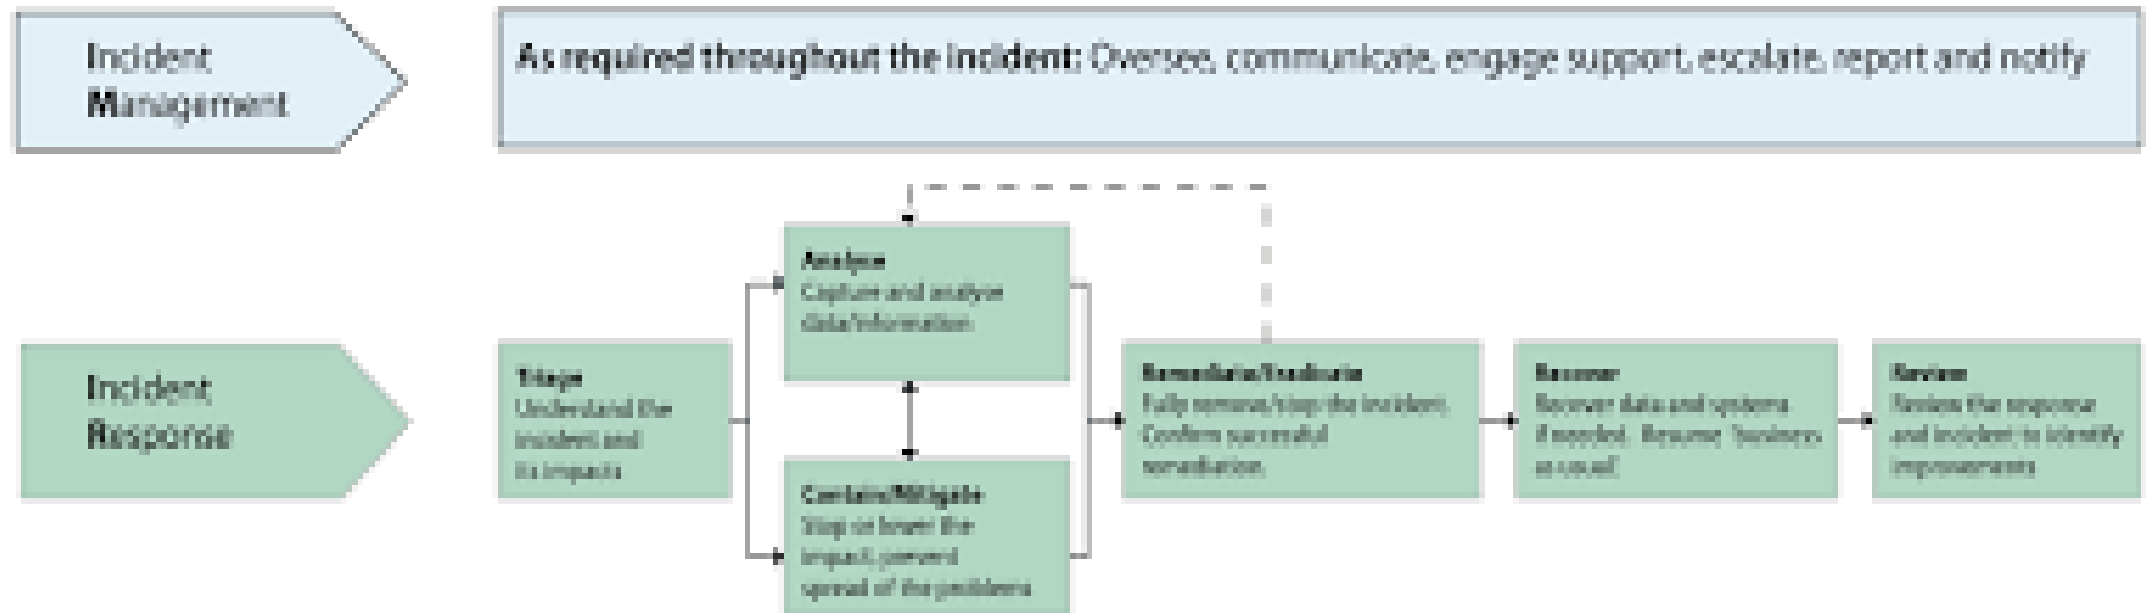 Incident
Management
As required throughout the incident: Oversee, communicate, engage support, escalate, report and notify
Incident
Response
Triage
Understand the
incident and
its impacts
Analyse
Capture and analyse
data/information
Contain/Mitigate
Stop or lower the
impact, prevent
spread of the problems
Remediate/Eradicate
Fully remove/stop the incident.
Confirm successful
remediation.
Recover
Recover data and systems
if needed. Resume 'business
as usual'.
Review
Review the response
and incident to identify
improvements